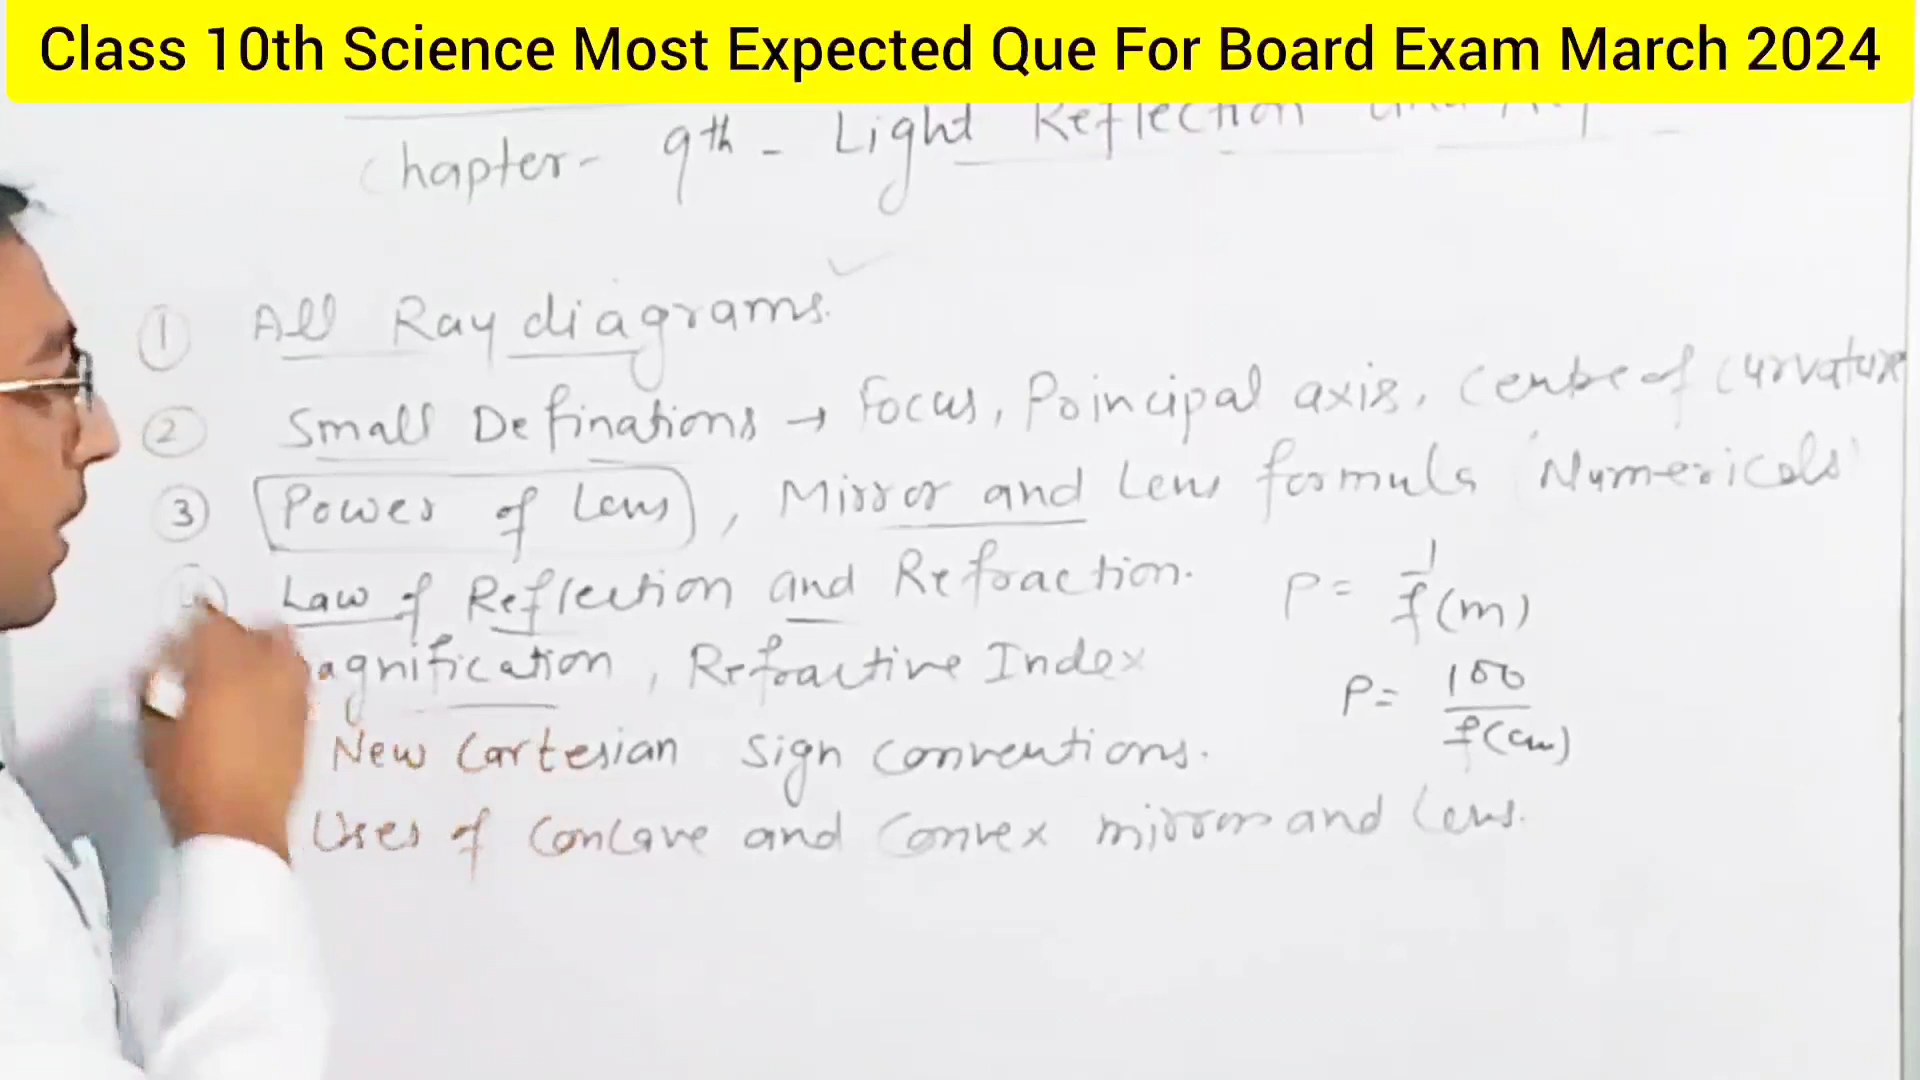 Class 10th Science Most Expected Que For Board Exam March 2024
Chapter- 9th - Light Reflection
① All Ray diagrams.
② Small Definations → Focus, Principal axis, Centre of Curvature
③ Power of Lens, Mirror and Lens formula Numericals
④ Law of Reflection and Refraction.
P = 1/f(m)
agnification, Refractive Index
P = 100/f(cm)
New Cartesian Sign Conventions.
Uses of Concave and Convex mirror and Lens.